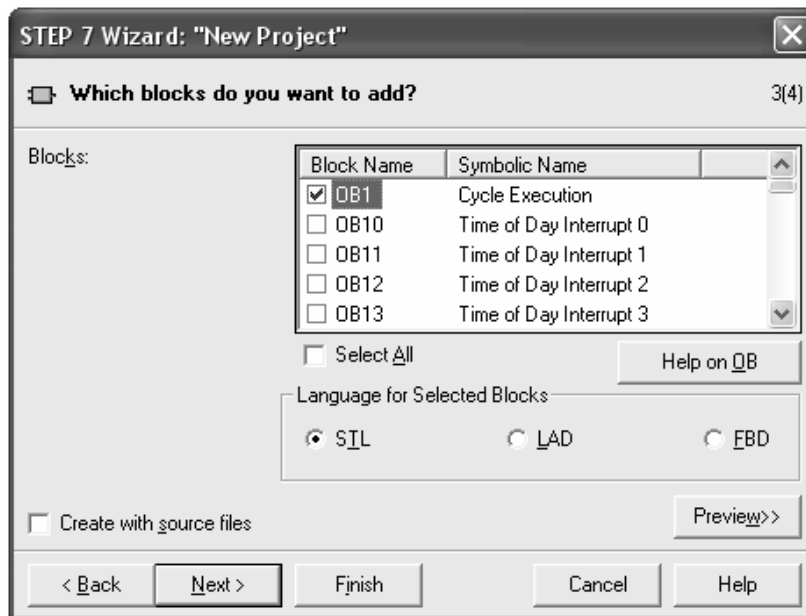 STEP 7 Wizard: "New Project"
Which blocks do you want to add? 3(4)
Blocks:
Block Name Symbolic Name
OB1 Cycle Execution
OB10 Time of Day Interrupt 0
OB11 Time of Day Interrupt 1
OB12 Time of Day Interrupt 2
OB13 Time of Day Interrupt 3
Select All
Help on OB
Language for Selected Blocks
STL LAD FBD
Create with source files
Preview>>
< Back Next > Finish Cancel Help